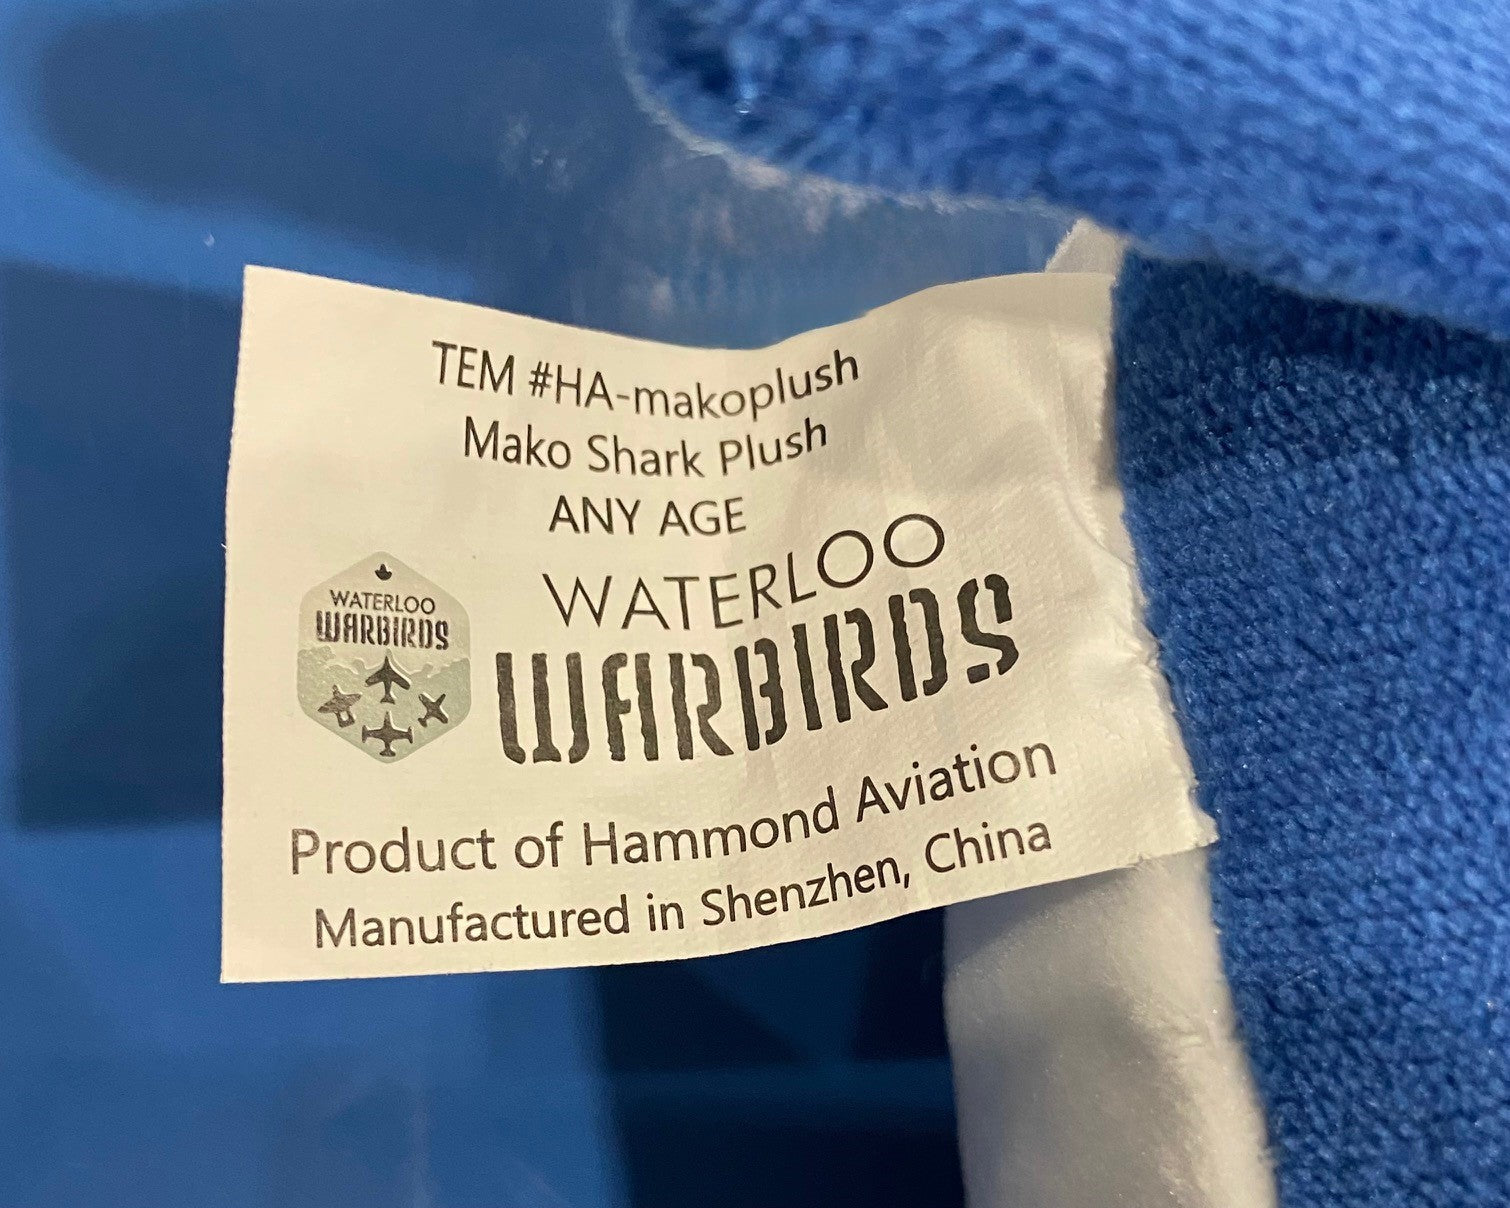 TEM #HA-makoplush
Mako Shark Plush
ANY AGE
WATERLOO
WARBIRDS
WATERLOO
WARBIRDS
Product of Hammond Aviation
Manufactured in Shenzhen, China